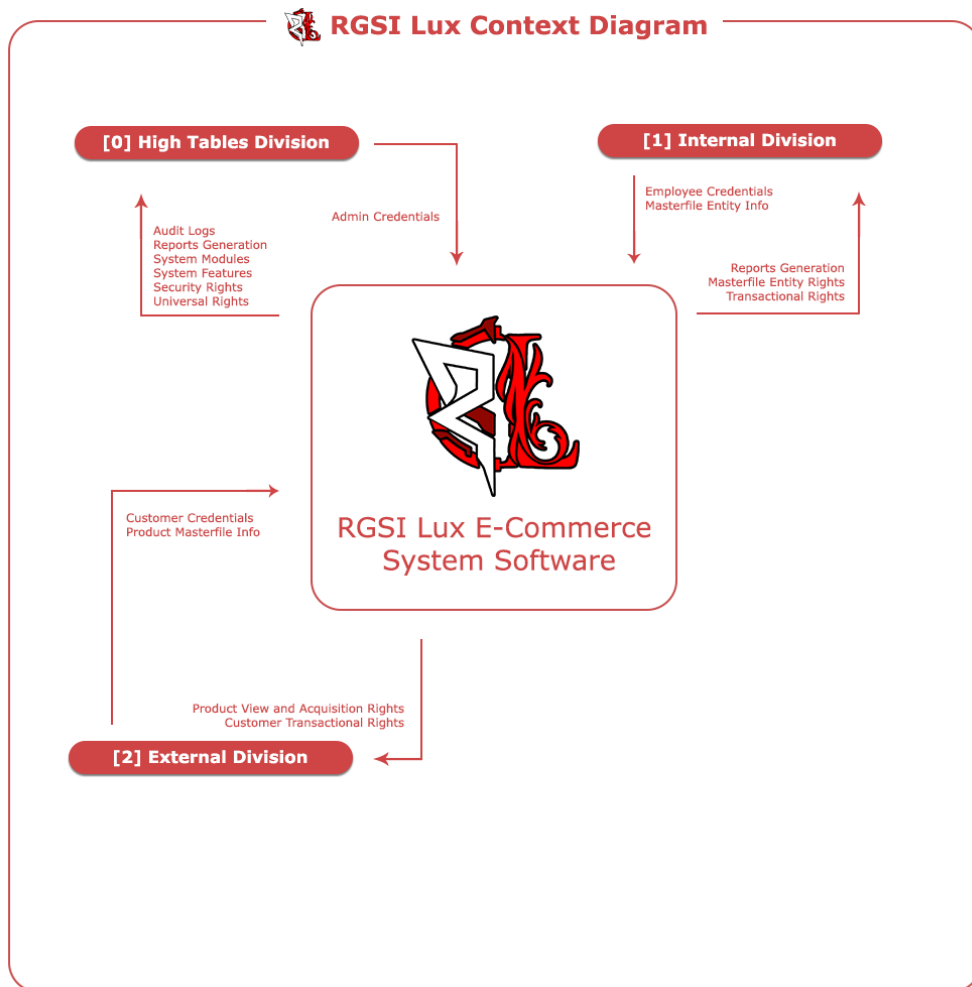 RGSI Lux Context Diagram
[0] High Tables Division
[1] Internal Division
Admin Credentials
Employee Credentials
Masterfile Entity Info
Audit Logs
Reports Generation
System Modules
System Features
Security Rights
Universal Rights
Reports Generation
Masterfile Entity Rights
Transactional Rights
RGSI Lux E-Commerce
System Software
Customer Credentials
Product Masterfile Info
Product View and Acquisition Rights
Customer Transactional Rights
[2] External Division